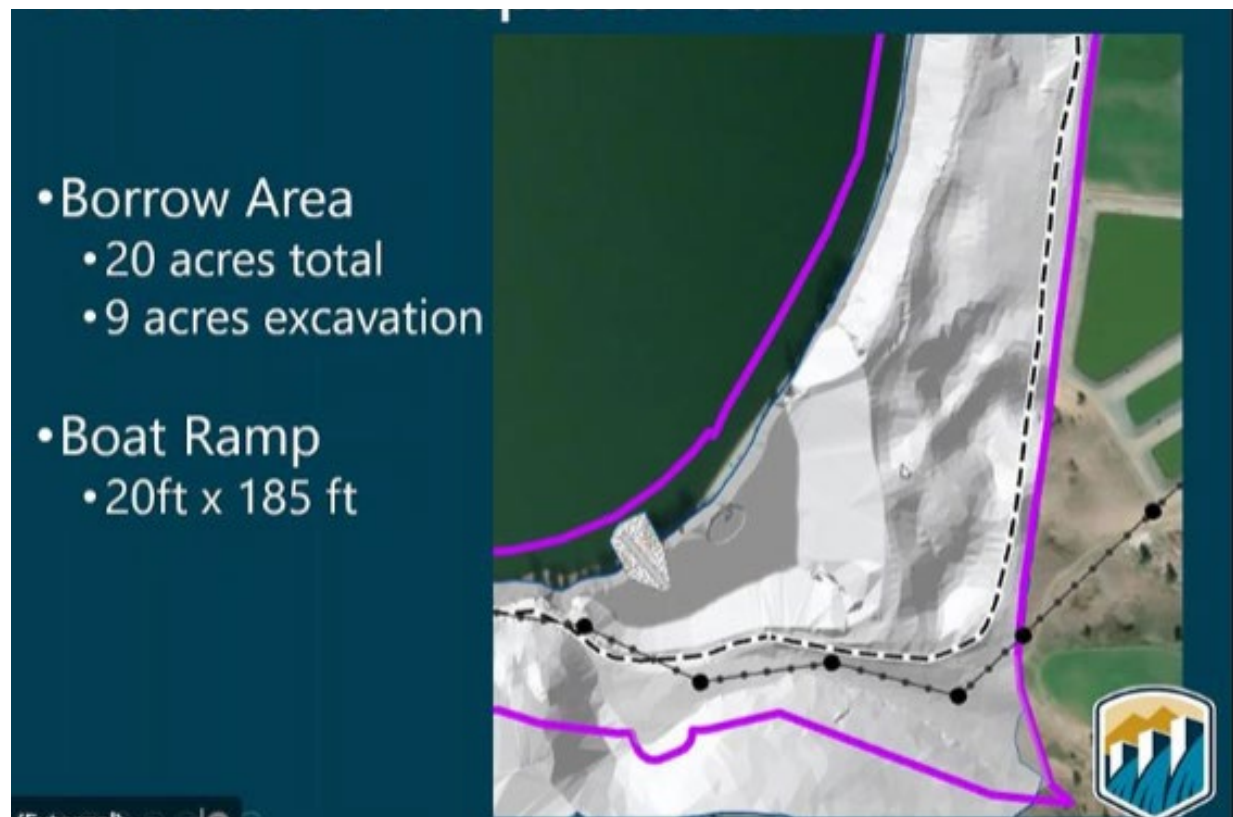 •Borrow Area
•20 acres total
•9 acres excavation
•Boat Ramp
•20ft x 185 ft